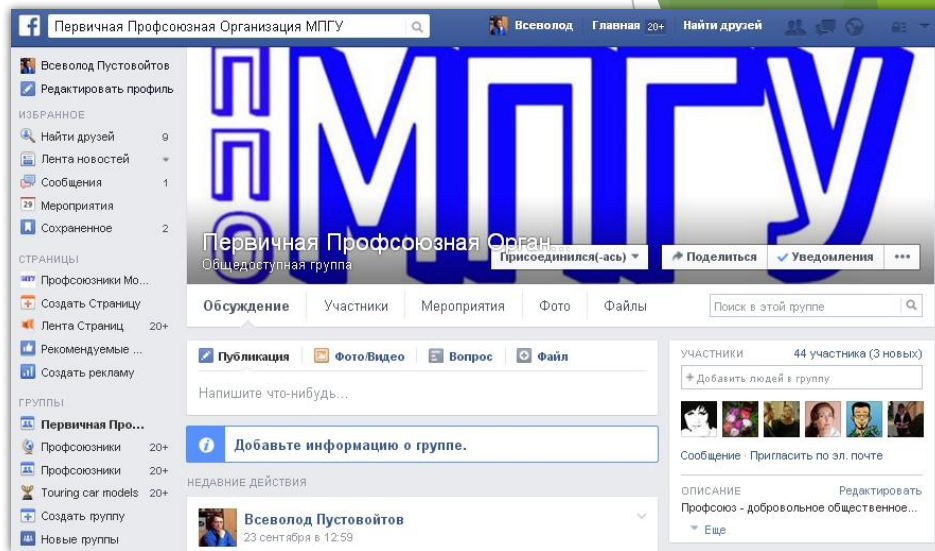 Первичная Профсоюзная Организация МПГУ
Всеволод Главная 20+ Найти друзей
Всеволод Пустовойтов
Редактировать профиль
ИЗБРАННОЕ
Найти друзей 9
Лента новостей
Сообщения 1
29 Мероприятия
Сохраненное 2
СТРАНИЦЫ
Профсоюзники Мо...
Создать Страницу
Лента Страниц 20+
Рекомендуемые ...
Создать рекламу
ГРУППЫ
Первичная Про...
Профсоюзники 20+
Профсоюзники 20+
Touring car models 20+
Создать группу
Новые группы
ППО МПГУ
Первичная Профсоюзная Орган...
Общедоступная группа
Присоединился(-ась) Поделиться Уведомления
Обсуждение Участники Мероприятия Фото Файлы
Поиск в этой группе
Публикация Фото/Видео Вопрос Файл
Напишите что-нибудь...
Добавьте информацию о группе.
НЕДАВНИЕ ДЕЙСТВИЯ
Всеволод Пустовойтов
23 сентября в 12:59
УЧАСТНИКИ 44 участника (3 новых)
+ Добавить людей в группу
Сообщение · Пригласить по эл. почте
ОПИСАНИЕ Редактировать
Профсоюз - добровольное общественное...
Еще